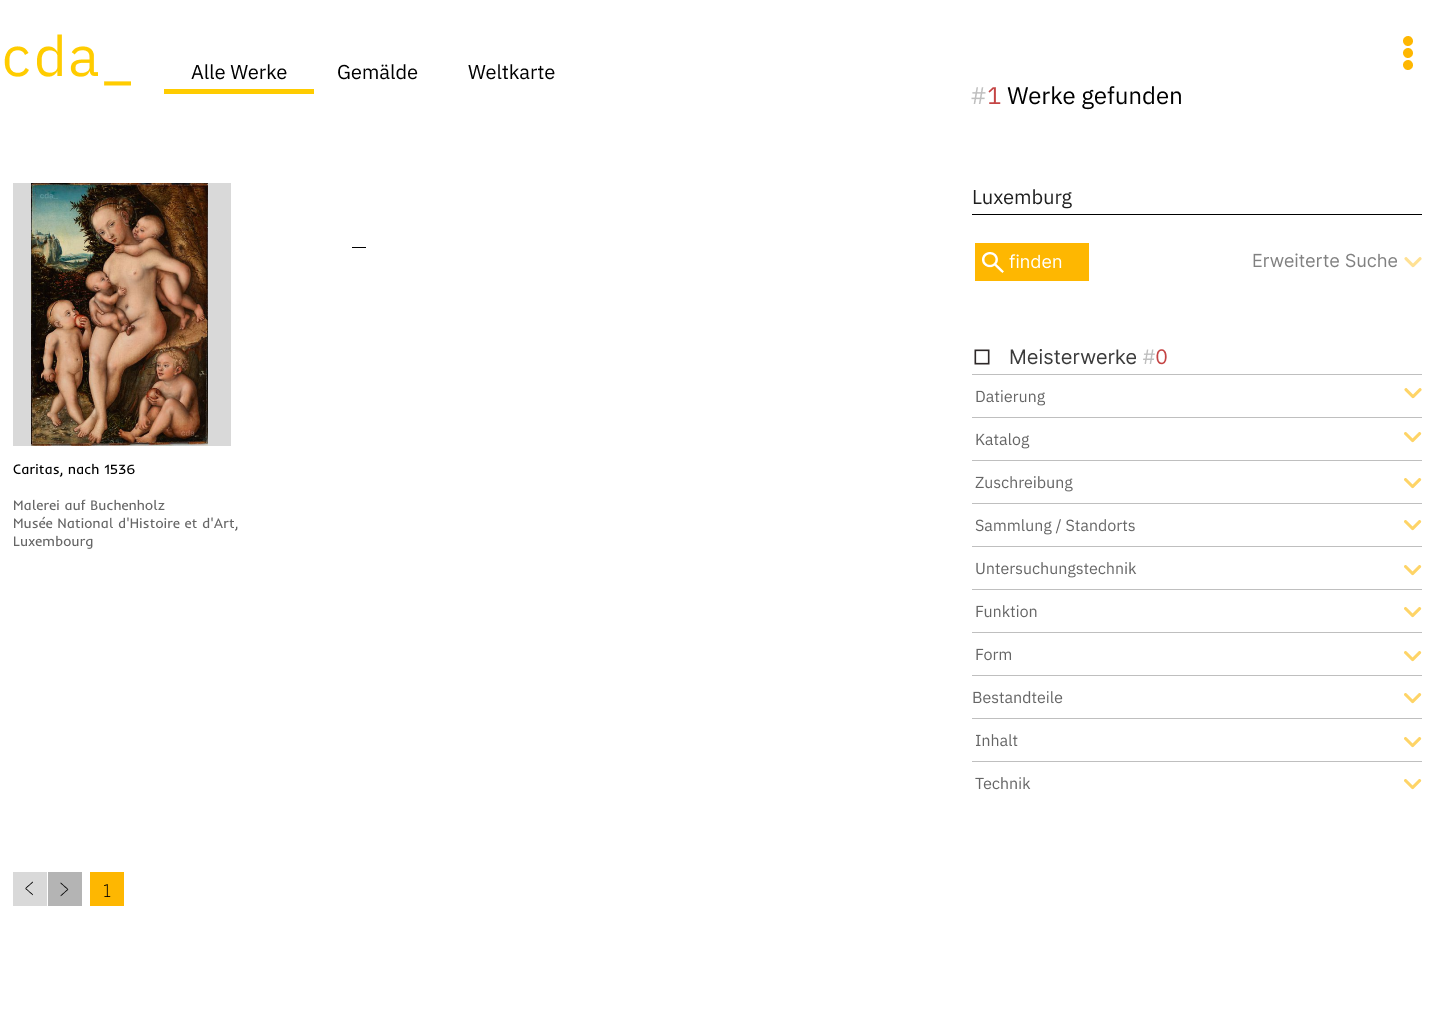 cda_
Alle Werke
Gemälde
Weltkarte
#1 Werke gefunden
Luxemburg
finden
Erweiterte Suche
Meisterwerke #0
Datierung
Katalog
Zuschreibung
Sammlung / Standorts
Untersuchungstechnik
Funktion
Form
Bestandteile
Inhalt
Technik
cda_
Caritas, nach 1536
Malerei auf Buchenholz
Musée National d'Histoire et d'Art,
Luxembourg
< > 1